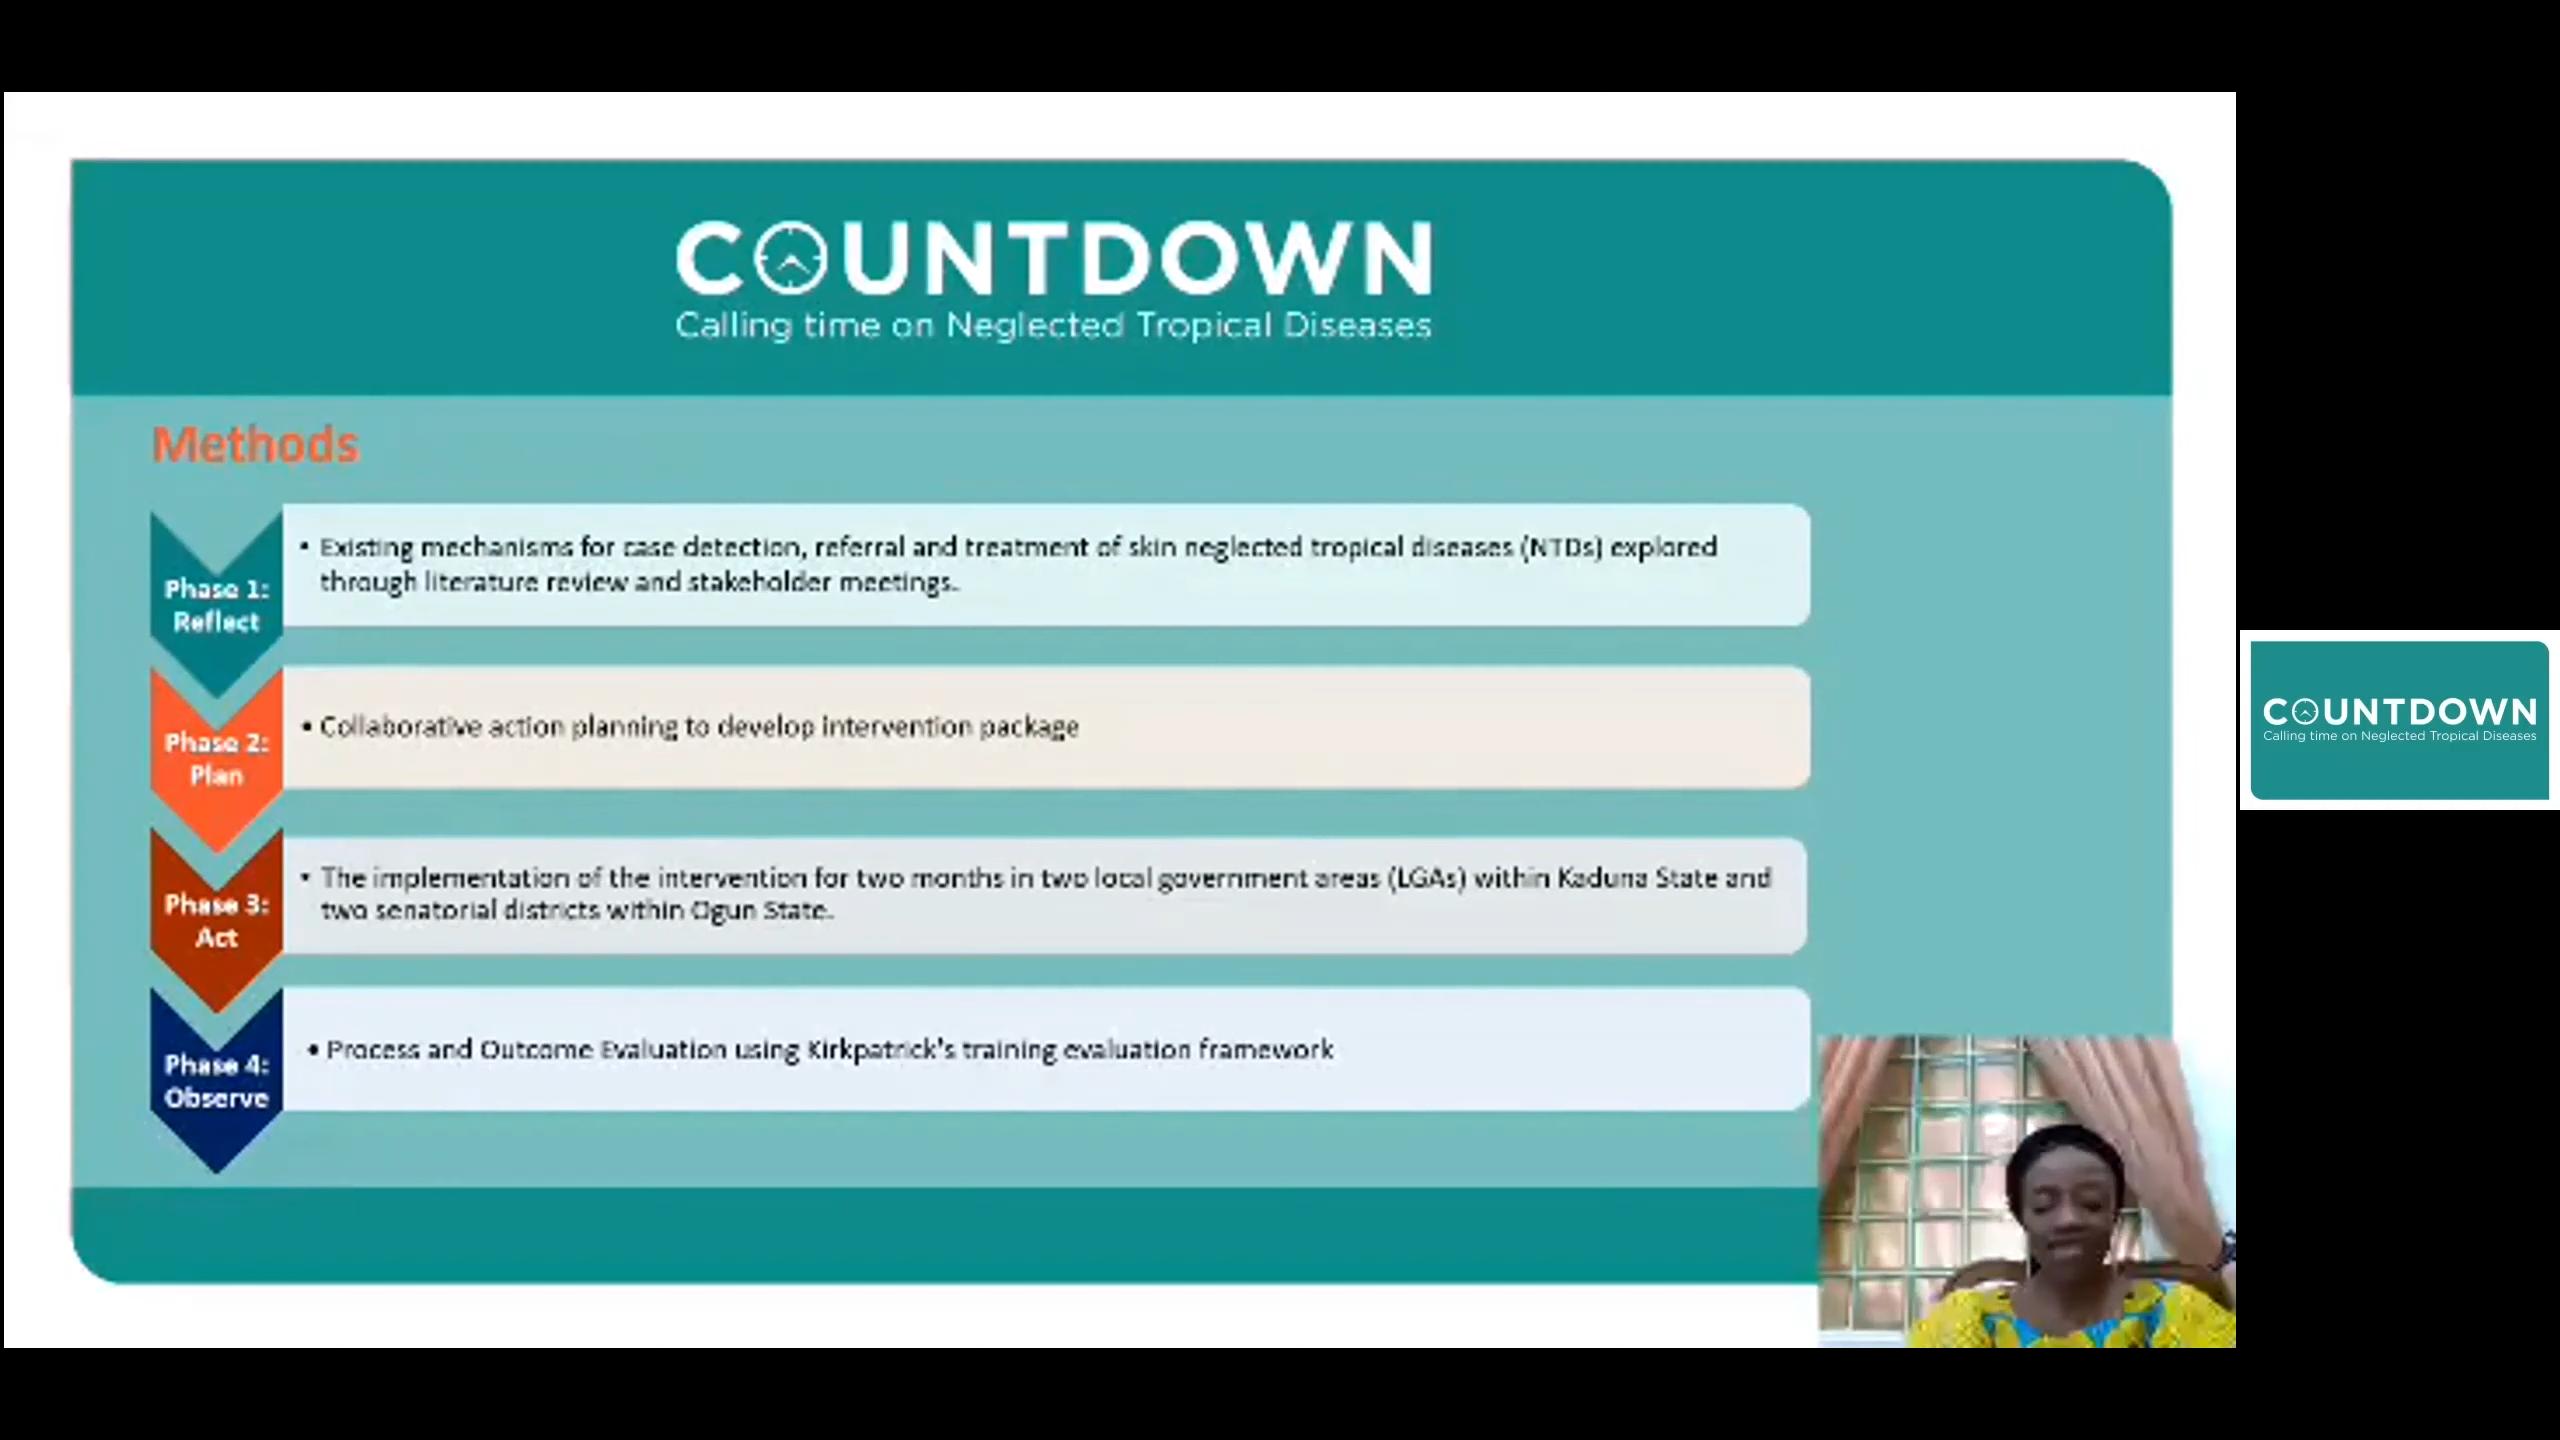 COUNTDOWN
Calling time on Neglected Tropical Diseases
Methods
Phase 1:
Reflect
• Existing mechanisms for case detection, referral and treatment of skin neglected tropical diseases (NTDs) explored
through literature review and stakeholder meetings.
Phase 2:
Plan
• Collaborative action planning to develop intervention package
Phase 3:
Act
• The implementation of the intervention for two months in two local government areas (LGAs) within Kaduna State and
two senatorial districts within Ogun State.
Phase 4:
Observe
• Process and Outcome Evaluation using Kirkpatrick's training evaluation framework
COUNTDOWN
Calling time on Neglected Tropical Diseases